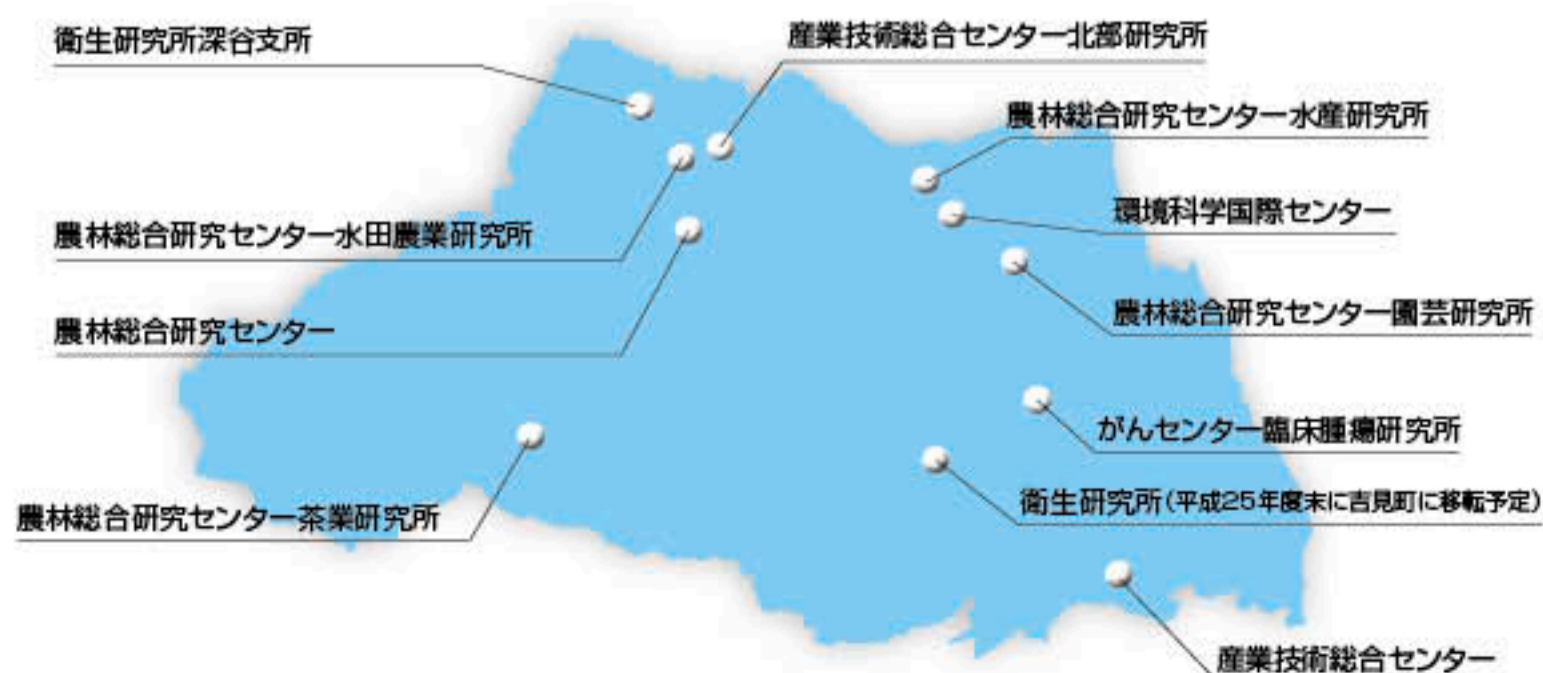 衛生研究所深谷支所
産業技術総合センター北部研究所
農林総合研究センター水産研究所
環境科学国際センター
農林総合研究センター水田農業研究所
農林総合研究センター園芸研究所
農林総合研究センター
がんセンター臨床腫瘍研究所
衛生研究所(平成25年度末に吉見町に移転予定)
農林総合研究センター茶業研究所
産業技術総合センター